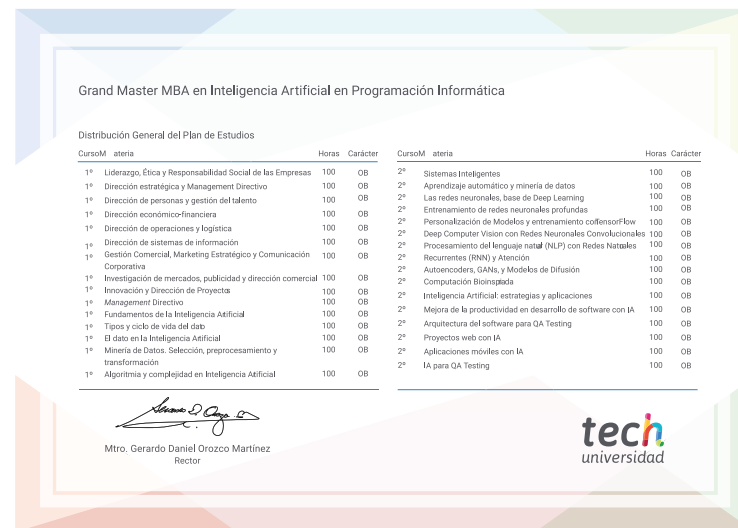 Grand Master MBA en Inteligencia Artificial en Programación Informática
Distribución General del Plan de Estudios
CursoM ateria Horas Carácter
1º Liderazgo, Ética y Responsabilidad Social de las Empresas 100 OB
1º Dirección estratégica y Management Directivo 100 OB
1º Dirección de personas y gestión del talento 100 OB
1º Dirección económico-financiera 100 OB
1º Dirección de operaciones y logística 100 OB
1º Dirección de sistemas de información 100 OB
1º Gestión Comercial, Marketing Estratégico y Comunicación 100 OB
Corporativa
1º Investigación de mercados, publicidad y dirección comercial 100 OB
1º Innovación y Dirección de Proyectos 100 OB
1º Management Directivo 100 OB
1º Fundamentos de la Inteligencia Artificial 100 OB
1º Tipos y ciclo de vida del dato 100 OB
1º El dato en la Inteligencia Artificial 100 OB
1º Minería de Datos. Selección, preprocesamiento y 100 OB
transformación
1º Algoritmia y complejidad en Inteligencia Artificial 100 OB
CursoM ateria Horas Carácter
2º Sistemas Inteligentes 100 OB
2º Aprendizaje automático y minería de datos 100 OB
2º Las redes neuronales, base de Deep Learning 100 OB
2º Entrenamiento de redes neuronales profundas 100 OB
2º Personalización de Modelos y entrenamiento con TensorFlow 100 OB
2º Deep Computer Vision con Redes Neuronales Convolucionales 100 OB
2º Procesamiento del lenguaje natural (NLP) con Redes Naturales 100 OB
2º Recurrentes (RNN) y Atención 100 OB
2º Autoencoders, GANs, y Modelos de Difusión 100 OB
2º Computación Bioinspirada 100 OB
2º Inteligencia Artificial: estrategias y aplicaciones 100 OB
2º Mejora de la productividad en desarrollo de software con IA 100 OB
2º Arquitectura del software para QA Testing 100 OB
2º Proyectos web con IA 100 OB
2º Aplicaciones móviles con IA 100 OB
2º IA para QA Testing 100 OB
Mtro. Gerardo Daniel Orozco Martínez
Rector
tech
universidad